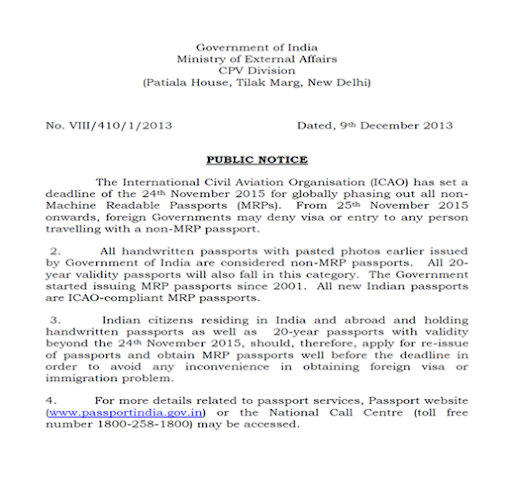 Government of India
Ministry of External Affairs
CPV Division
(Patiala House, Tilak Marg, New Delhi)
No. VIII/410/1/2013 Dated, 9th December 2013
PUBLIC NOTICE
The International Civil Aviation Organisation (ICAO) has set a
deadline of the 24th November 2015 for globally phasing out all non-
Machine Readable Passports (MRPs). From 25th November 2015
onwards, foreign Governments may deny visa or entry to any person
travelling with a non-MRP passport.
2. All handwritten passports with pasted photos earlier issued
by Government of India are considered non-MRP passports. All 20-
year validity passports will also fall in this category. The Government
started issuing MRP passports since 2001. All new Indian passports
are ICAO-compliant MRP passports.
3. Indian citizens residing in India and abroad and holding
handwritten passports as well as 20-year passports with validity
beyond the 24th November 2015, should, therefore, apply for re-issue
of passports and obtain MRP passports well before the deadline in
order to avoid any inconvenience in obtaining foreign visa or
immigration problem.
4. For more details related to passport services, Passport website
(www.passportindia.gov.in) or the National Call Centre (toll free
number 1800-258-1800) may be accessed.